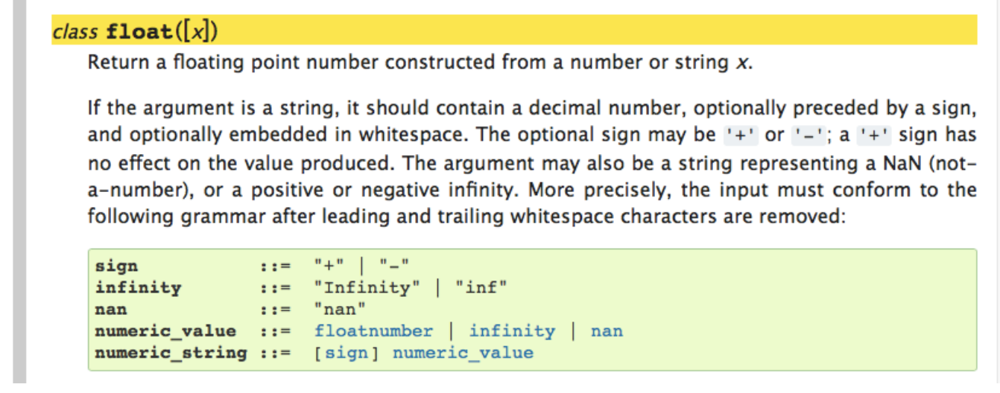 class float([x])
Return a floating point number constructed from a number or string x.
If the argument is a string, it should contain a decimal number, optionally preceded by a sign,
and optionally embedded in whitespace. The optional sign may be '+' or '-'; a '+' sign has
no effect on the value produced. The argument may also be a string representing a NaN (not-
a-number), or a positive or negative infinity. More precisely, the input must conform to the
following grammar after leading and trailing whitespace characters are removed:
sign ::= "+" | "-"
infinity ::= "Infinity" | "inf"
nan ::= "nan"
numeric_value ::= floatnumber | infinity | nan
numeric_string ::= [sign] numeric_value